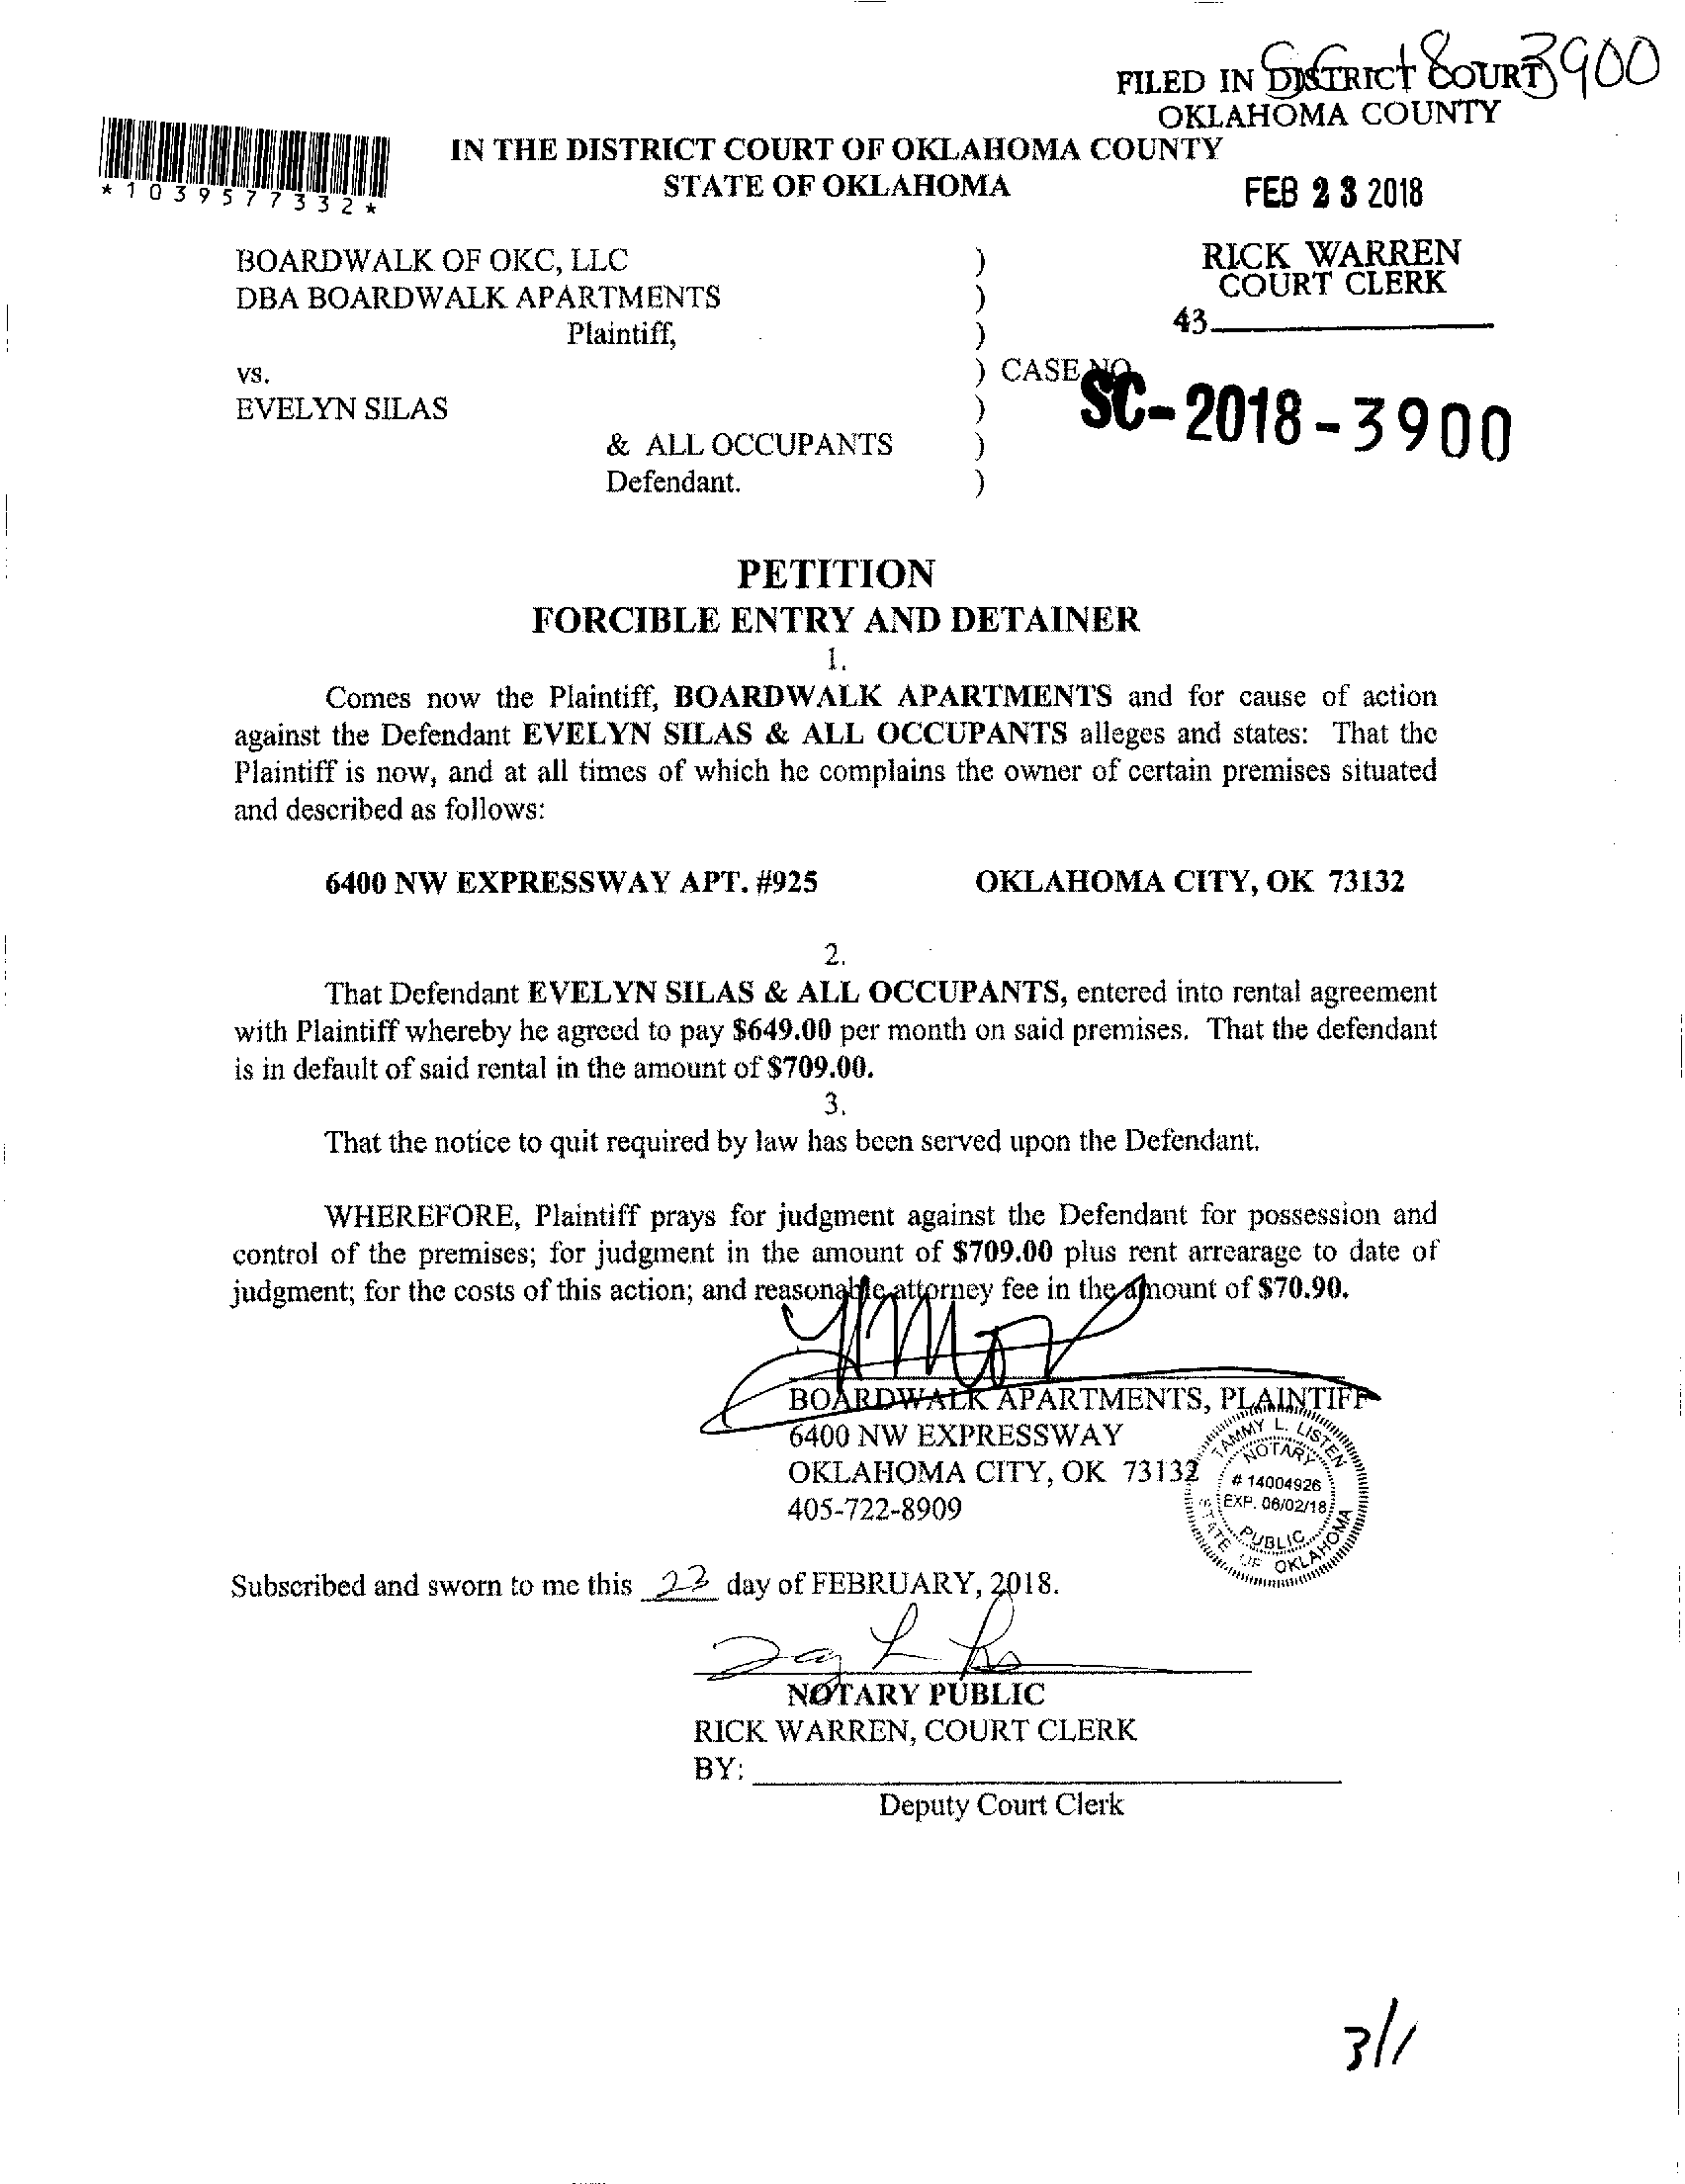 FILED IN DISTRICT COURT
OKLAHOMA COUNTY
3900
*1039577332*
IN THE DISTRICT COURT OF OKLAHOMA COUNTY
STATE OF OKLAHOMA
FEB 23 2018
RICK WARREN
COURT CLERK
43
BOARDWALK OF OKC, LLC )
DBA BOARDWALK APARTMENTS )
Plaintiff, )
vs. ) CASE NO.
SC-2018-3900
EVELYN SILAS )
& ALL OCCUPANTS )
Defendant. )
PETITION
FORCIBLE ENTRY AND DETAINER
1.
Comes now the Plaintiff, BOARDWALK APARTMENTS and for cause of action
against the Defendant EVELYN SILAS & ALL OCCUPANTS alleges and states: That the
Plaintiff is now, and at all times of which he complains the owner of certain premises situated
and described as follows:
6400 NW EXPRESSWAY APT. #925 OKLAHOMA CITY, OK 73132
2.
That Defendant EVELYN SILAS & ALL OCCUPANTS, entered into rental agreement
with Plaintiff whereby he agreed to pay $649.00 per month on said premises. That the defendant
is in default of said rental in the amount of $709.00.
3.
That the notice to quit required by law has been served upon the Defendant.
WHEREFORE, Plaintiff prays for judgment against the Defendant for possession and
control of the premises; for judgment in the amount of $709.00 plus rent arrearage to date of
judgment; for the costs of this action; and reasonable attorney fee in the amount of $70.90.
BOARDWALK APARTMENTS, PLAINTIFF
6400 NW EXPRESSWAY
OKLAHOMA CITY, OK 73132
405-722-8909
TAMMY L. LISTEN
NOTARY
# 14004926
EXP. 06/02/18
PUBLIC
STATE OF OKLAHOMA
Subscribed and sworn to me this 23 day of FEBRUARY, 2018.
NOTARY PUBLIC
RICK WARREN, COURT CLERK
BY:
Deputy Court Clerk
3/1